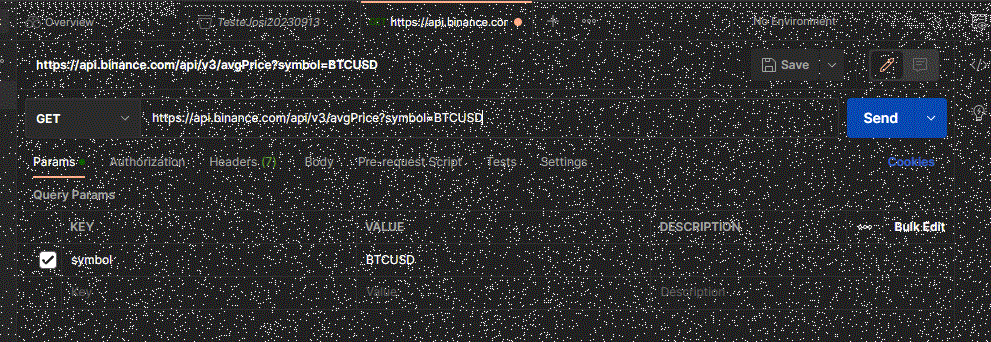 Overview TesteJosi20230913 https://api.binance.cor No Environment
https://api.binance.com/api/v3/avgPrice?symbol=BTCUSD Save
GET https://api.binance.com/api/v3/avgPrice?symbol=BTCUSD Send
Params Authorization Headers (7) Body Pre-request Script Tests Settings Cookies
Query Params
KEY VALUE DESCRIPTION Bulk Edit
symbol BTCUSD
Key Value Description